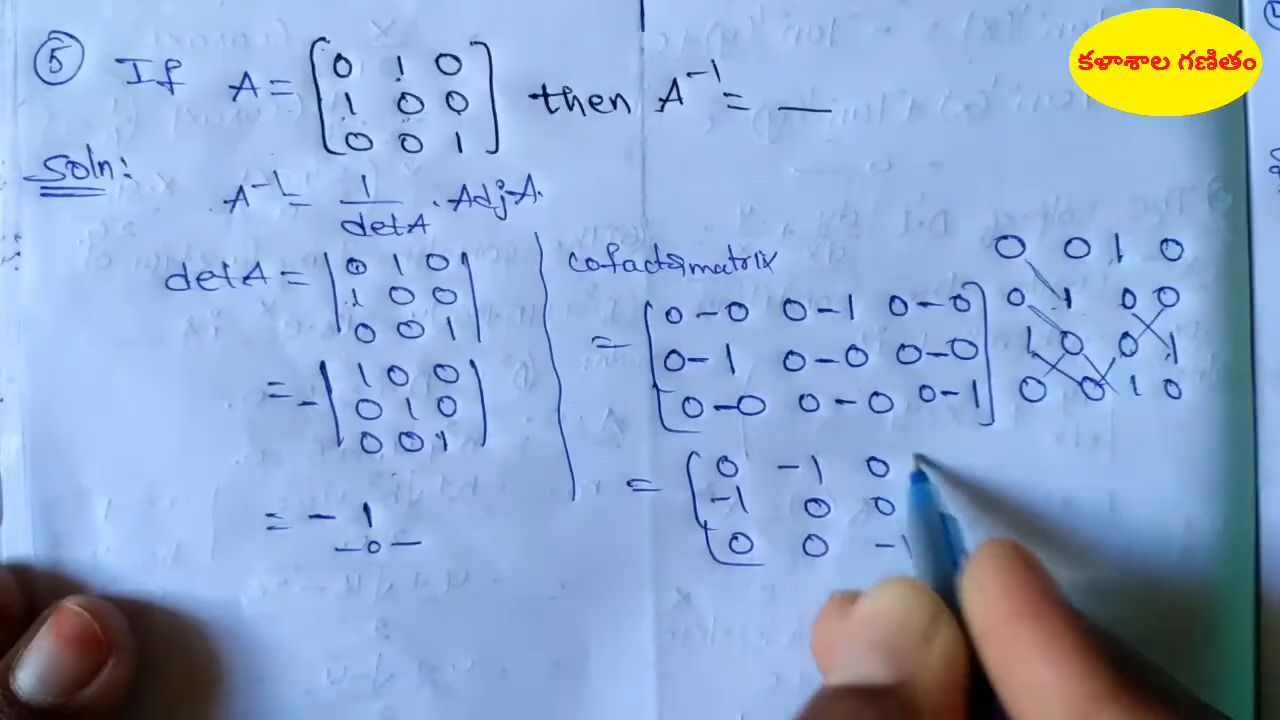 కళాశాల గణితం
5 If A = [0 1 0
1 0 0
0 0 1] then A⁻¹ = —
Soln:
A⁻¹ = 1/detA . AdjA.
detA = |0 1 0
1 0 0
0 0 1|
= -|1 0 0
0 1 0
0 0 1|
= - 1
-0-
cofactor matrix
= [0-0 0-1 0-0
0-1 0-0 0-0
0-0 0-0 0-1]
0 0 1 0
0 1 0 0
1 0 0 1
0 0 1 0
= [0 -1 0
-1 0 0
0 0 -1